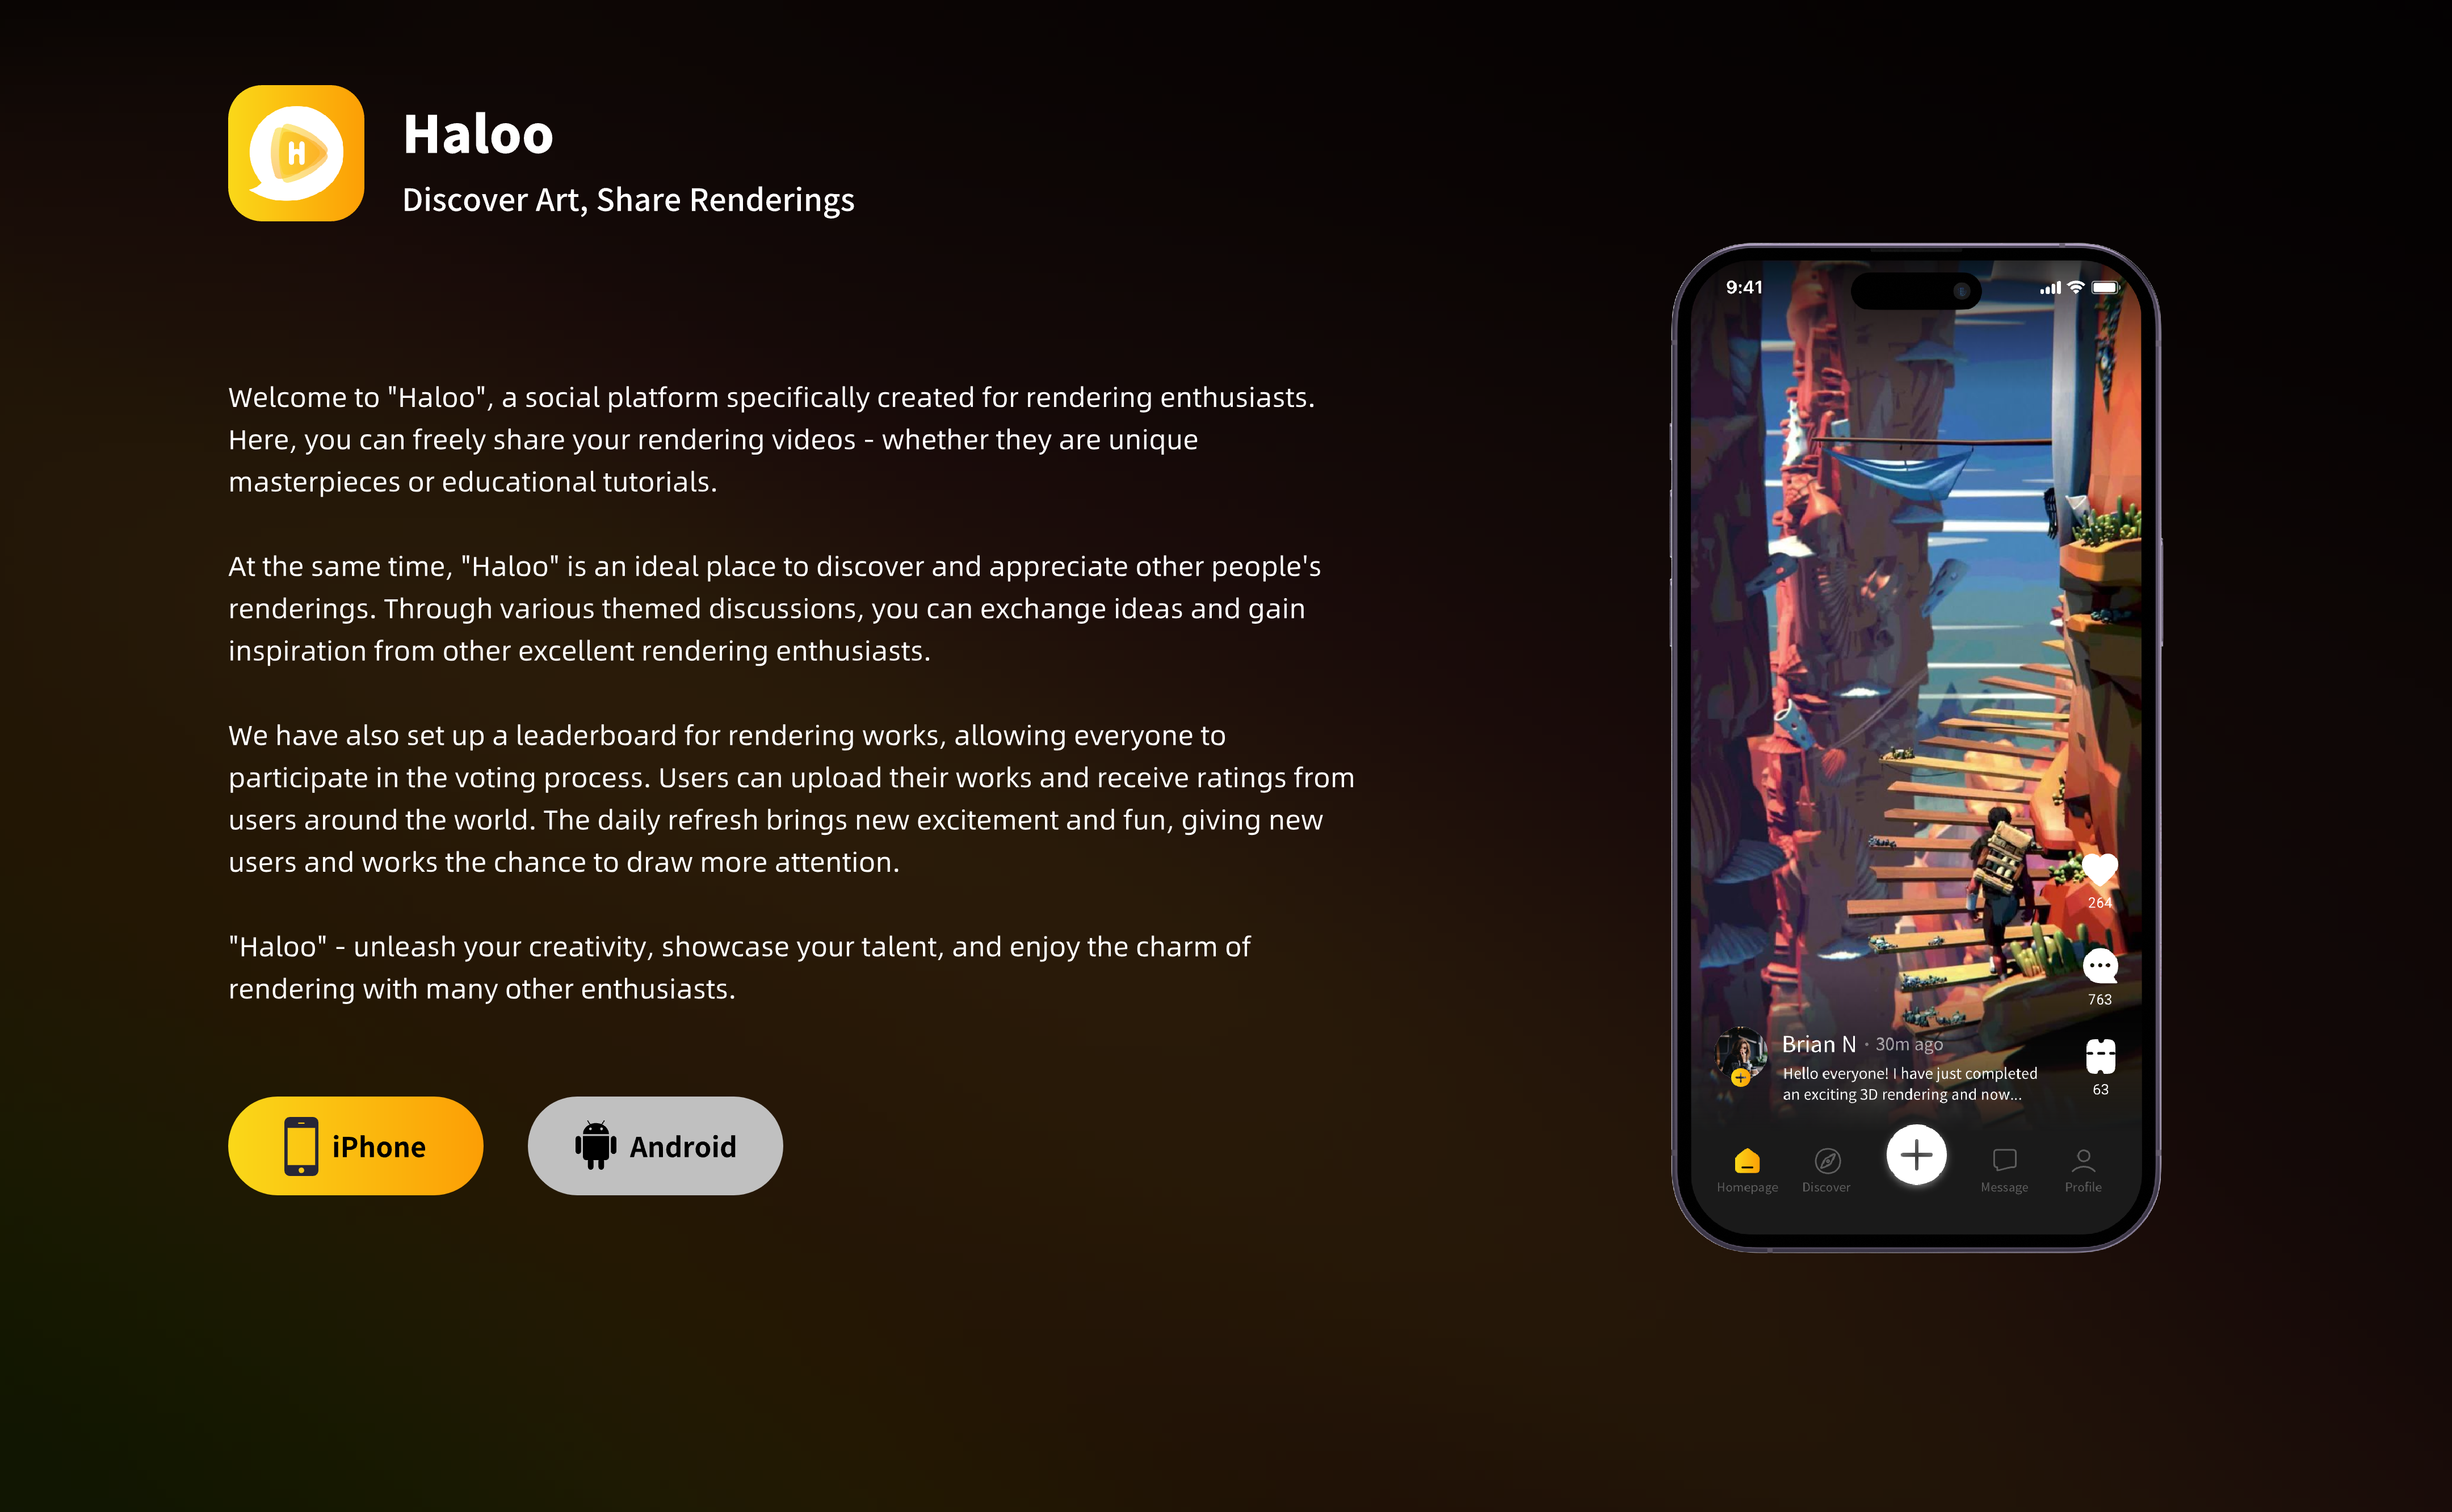 H
Haloo
Discover Art, Share Renderings
Welcome to "Haloo", a social platform specifically created for rendering enthusiasts.
Here, you can freely share your rendering videos - whether they are unique
masterpieces or educational tutorials.
At the same time, "Haloo" is an ideal place to discover and appreciate other people's
renderings. Through various themed discussions, you can exchange ideas and gain
inspiration from other excellent rendering enthusiasts.
We have also set up a leaderboard for rendering works, allowing everyone to
participate in the voting process. Users can upload their works and receive ratings from
users around the world. The daily refresh brings new excitement and fun, giving new
users and works the chance to draw more attention.
"Haloo" - unleash your creativity, showcase your talent, and enjoy the charm of
rendering with many other enthusiasts.
iPhone
Android
9:41
264
763
63
Brian N · 30m ago
Hello everyone! I have just completed
an exciting 3D rendering and now...
Homepage
Discover
Message
Profile